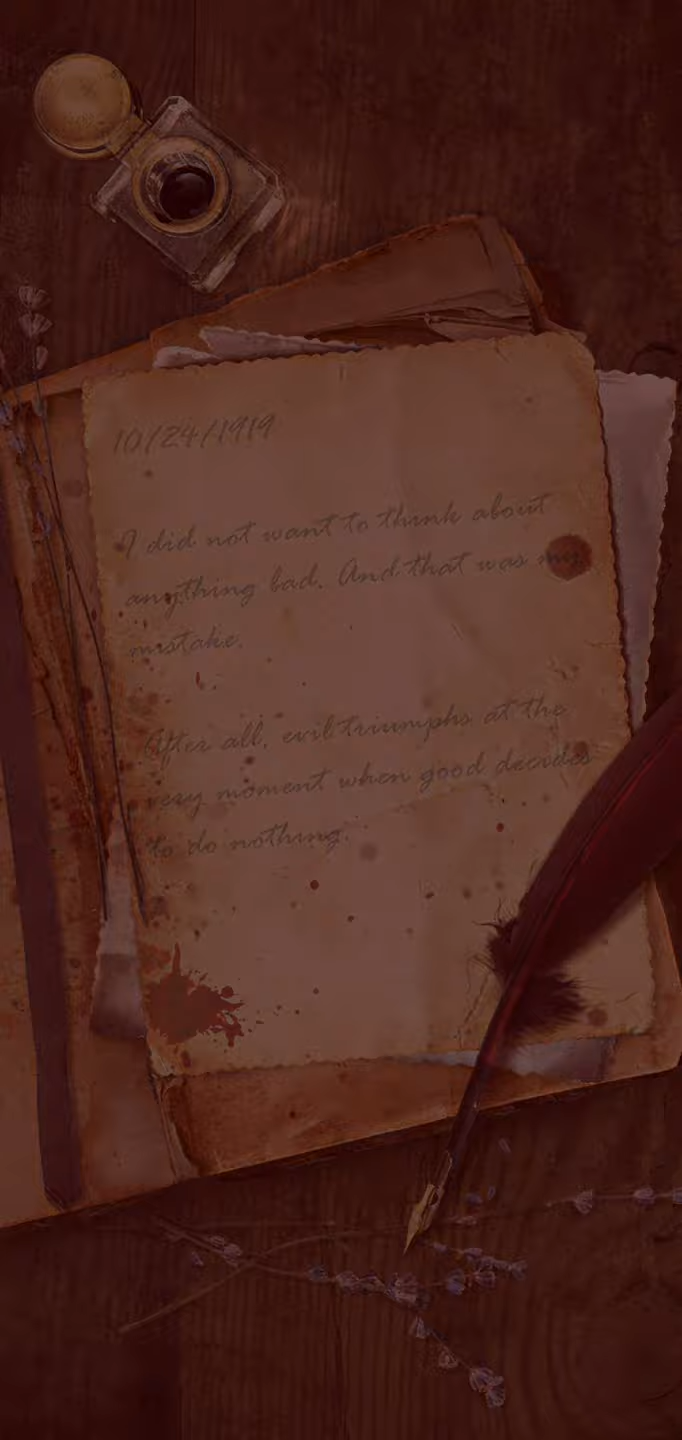 10/24/1919
I did not want to think about
anything bad. And that was my
mistake.
After all, evil triumphs at the
very moment when good decides
to do nothing.